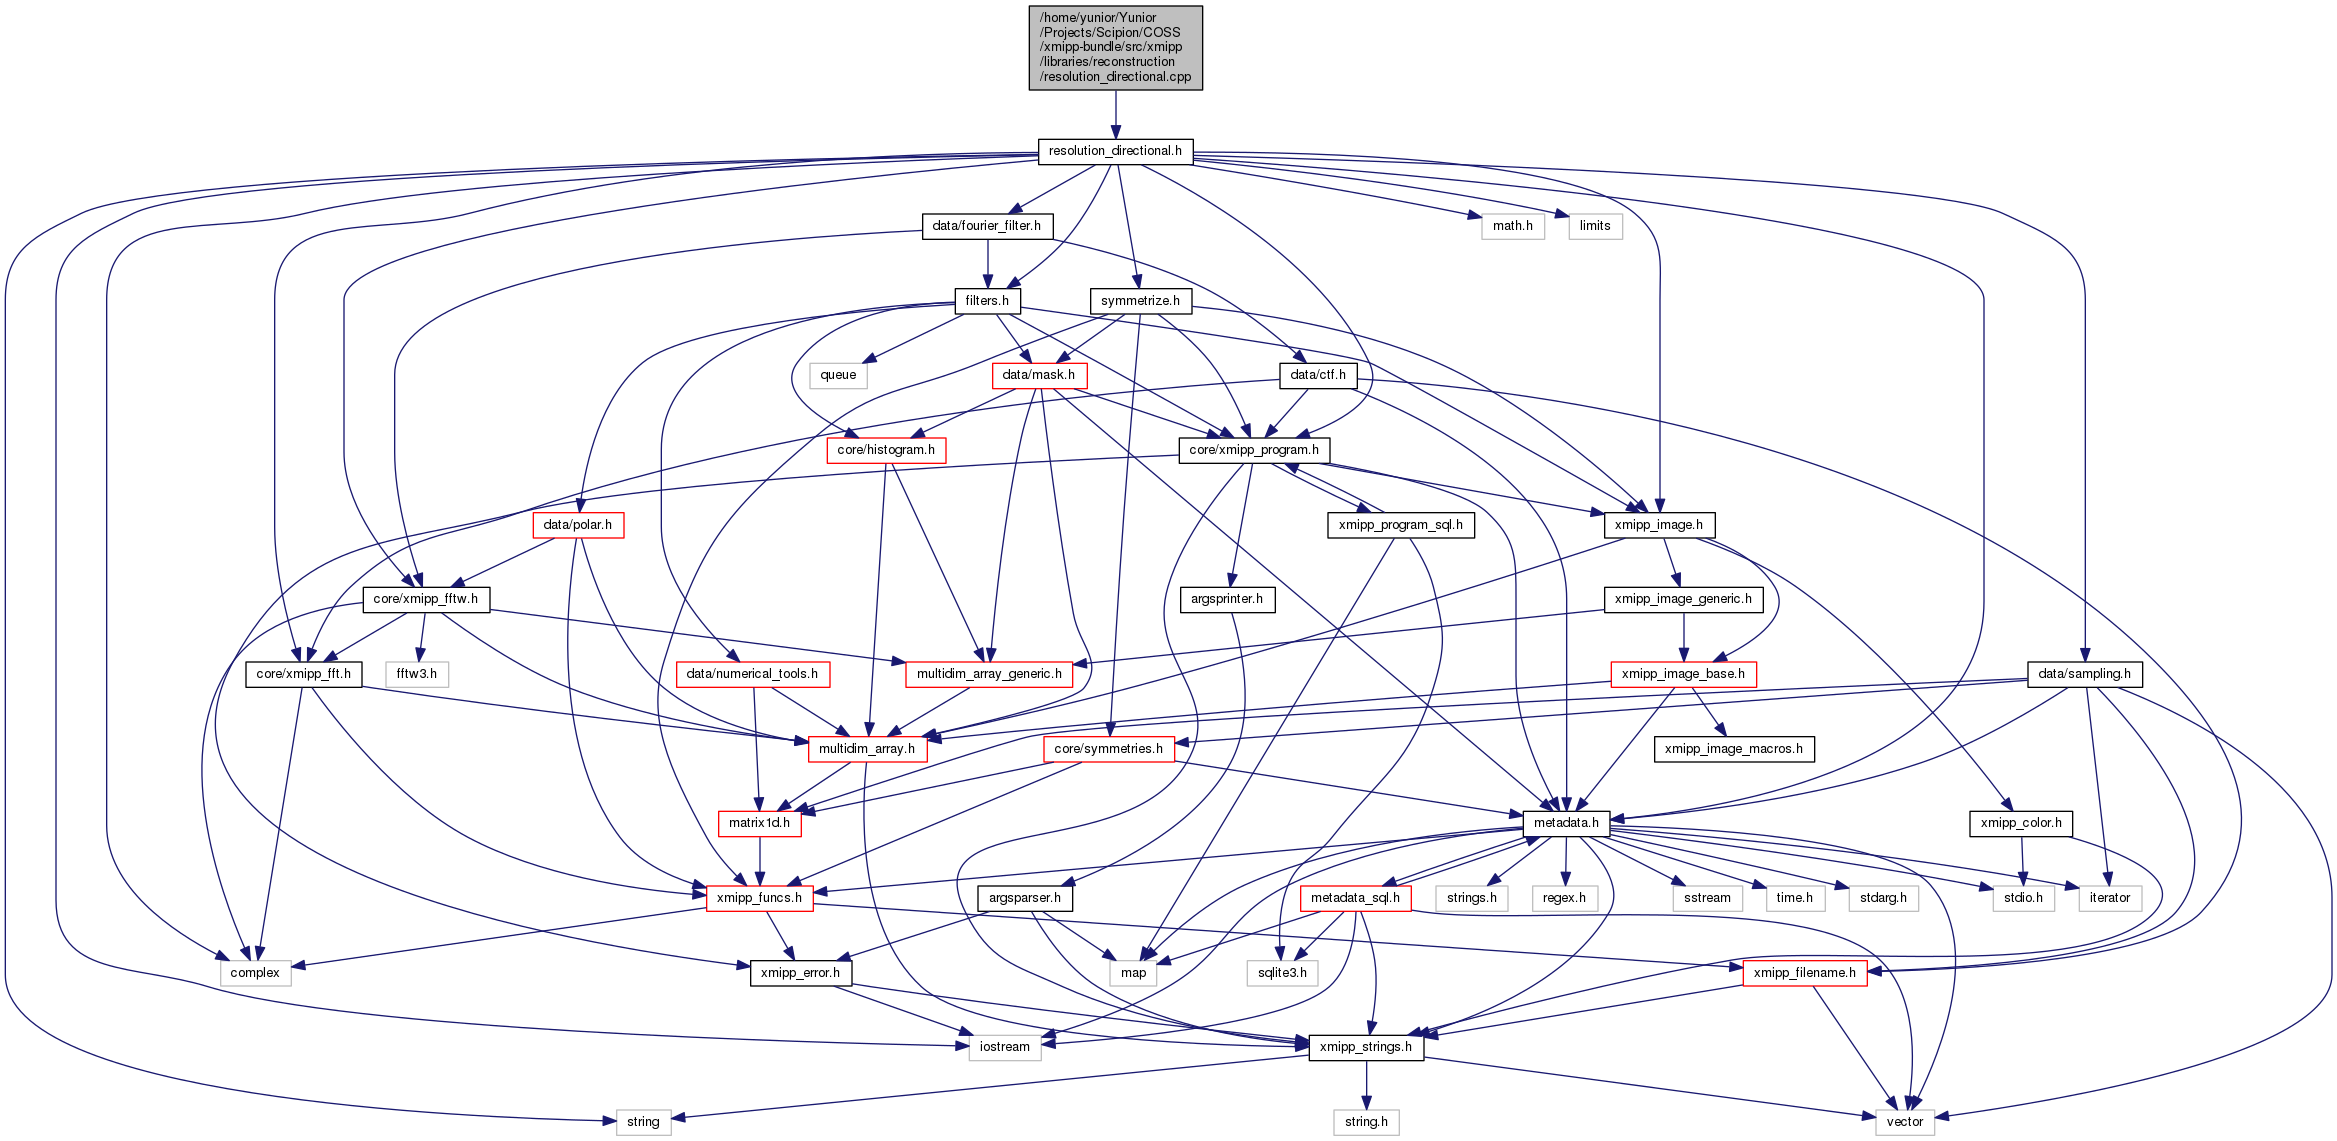 /home/yunior/Yunior
/Projects/Scipion/COSS
/xmipp-bundle/src/xmipp
/libraries/reconstruction
/resolution_directional.cpp
resolution_directional.h
data/fourier_filter.h
math.h
limits
filters.h
symmetrize.h
queue
data/mask.h
data/ctf.h
core/histogram.h
core/xmipp_program.h
data/polar.h
xmipp_program_sql.h
xmipp_image.h
core/xmipp_fftw.h
argsprinter.h
xmipp_image_generic.h
core/xmipp_fft.h
fftw3.h
data/numerical_tools.h
multidim_array_generic.h
xmipp_image_base.h
data/sampling.h
multidim_array.h
core/symmetries.h
xmipp_image_macros.h
matrix1d.h
metadata.h
xmipp_color.h
xmipp_funcs.h
argsparser.h
metadata_sql.h
strings.h
regex.h
sstream
time.h
stdarg.h
stdio.h
iterator
complex
xmipp_error.h
map
sqlite3.h
xmipp_filename.h
iostream
xmipp_strings.h
string
string.h
vector